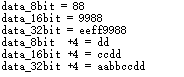 data_8bit = 88
data_16bit = 9988
data_32bit = eeff9988
data_8bit  +4 = dd
data_16bit +4 = ccdd
data_32bit +4 = aabbccdd